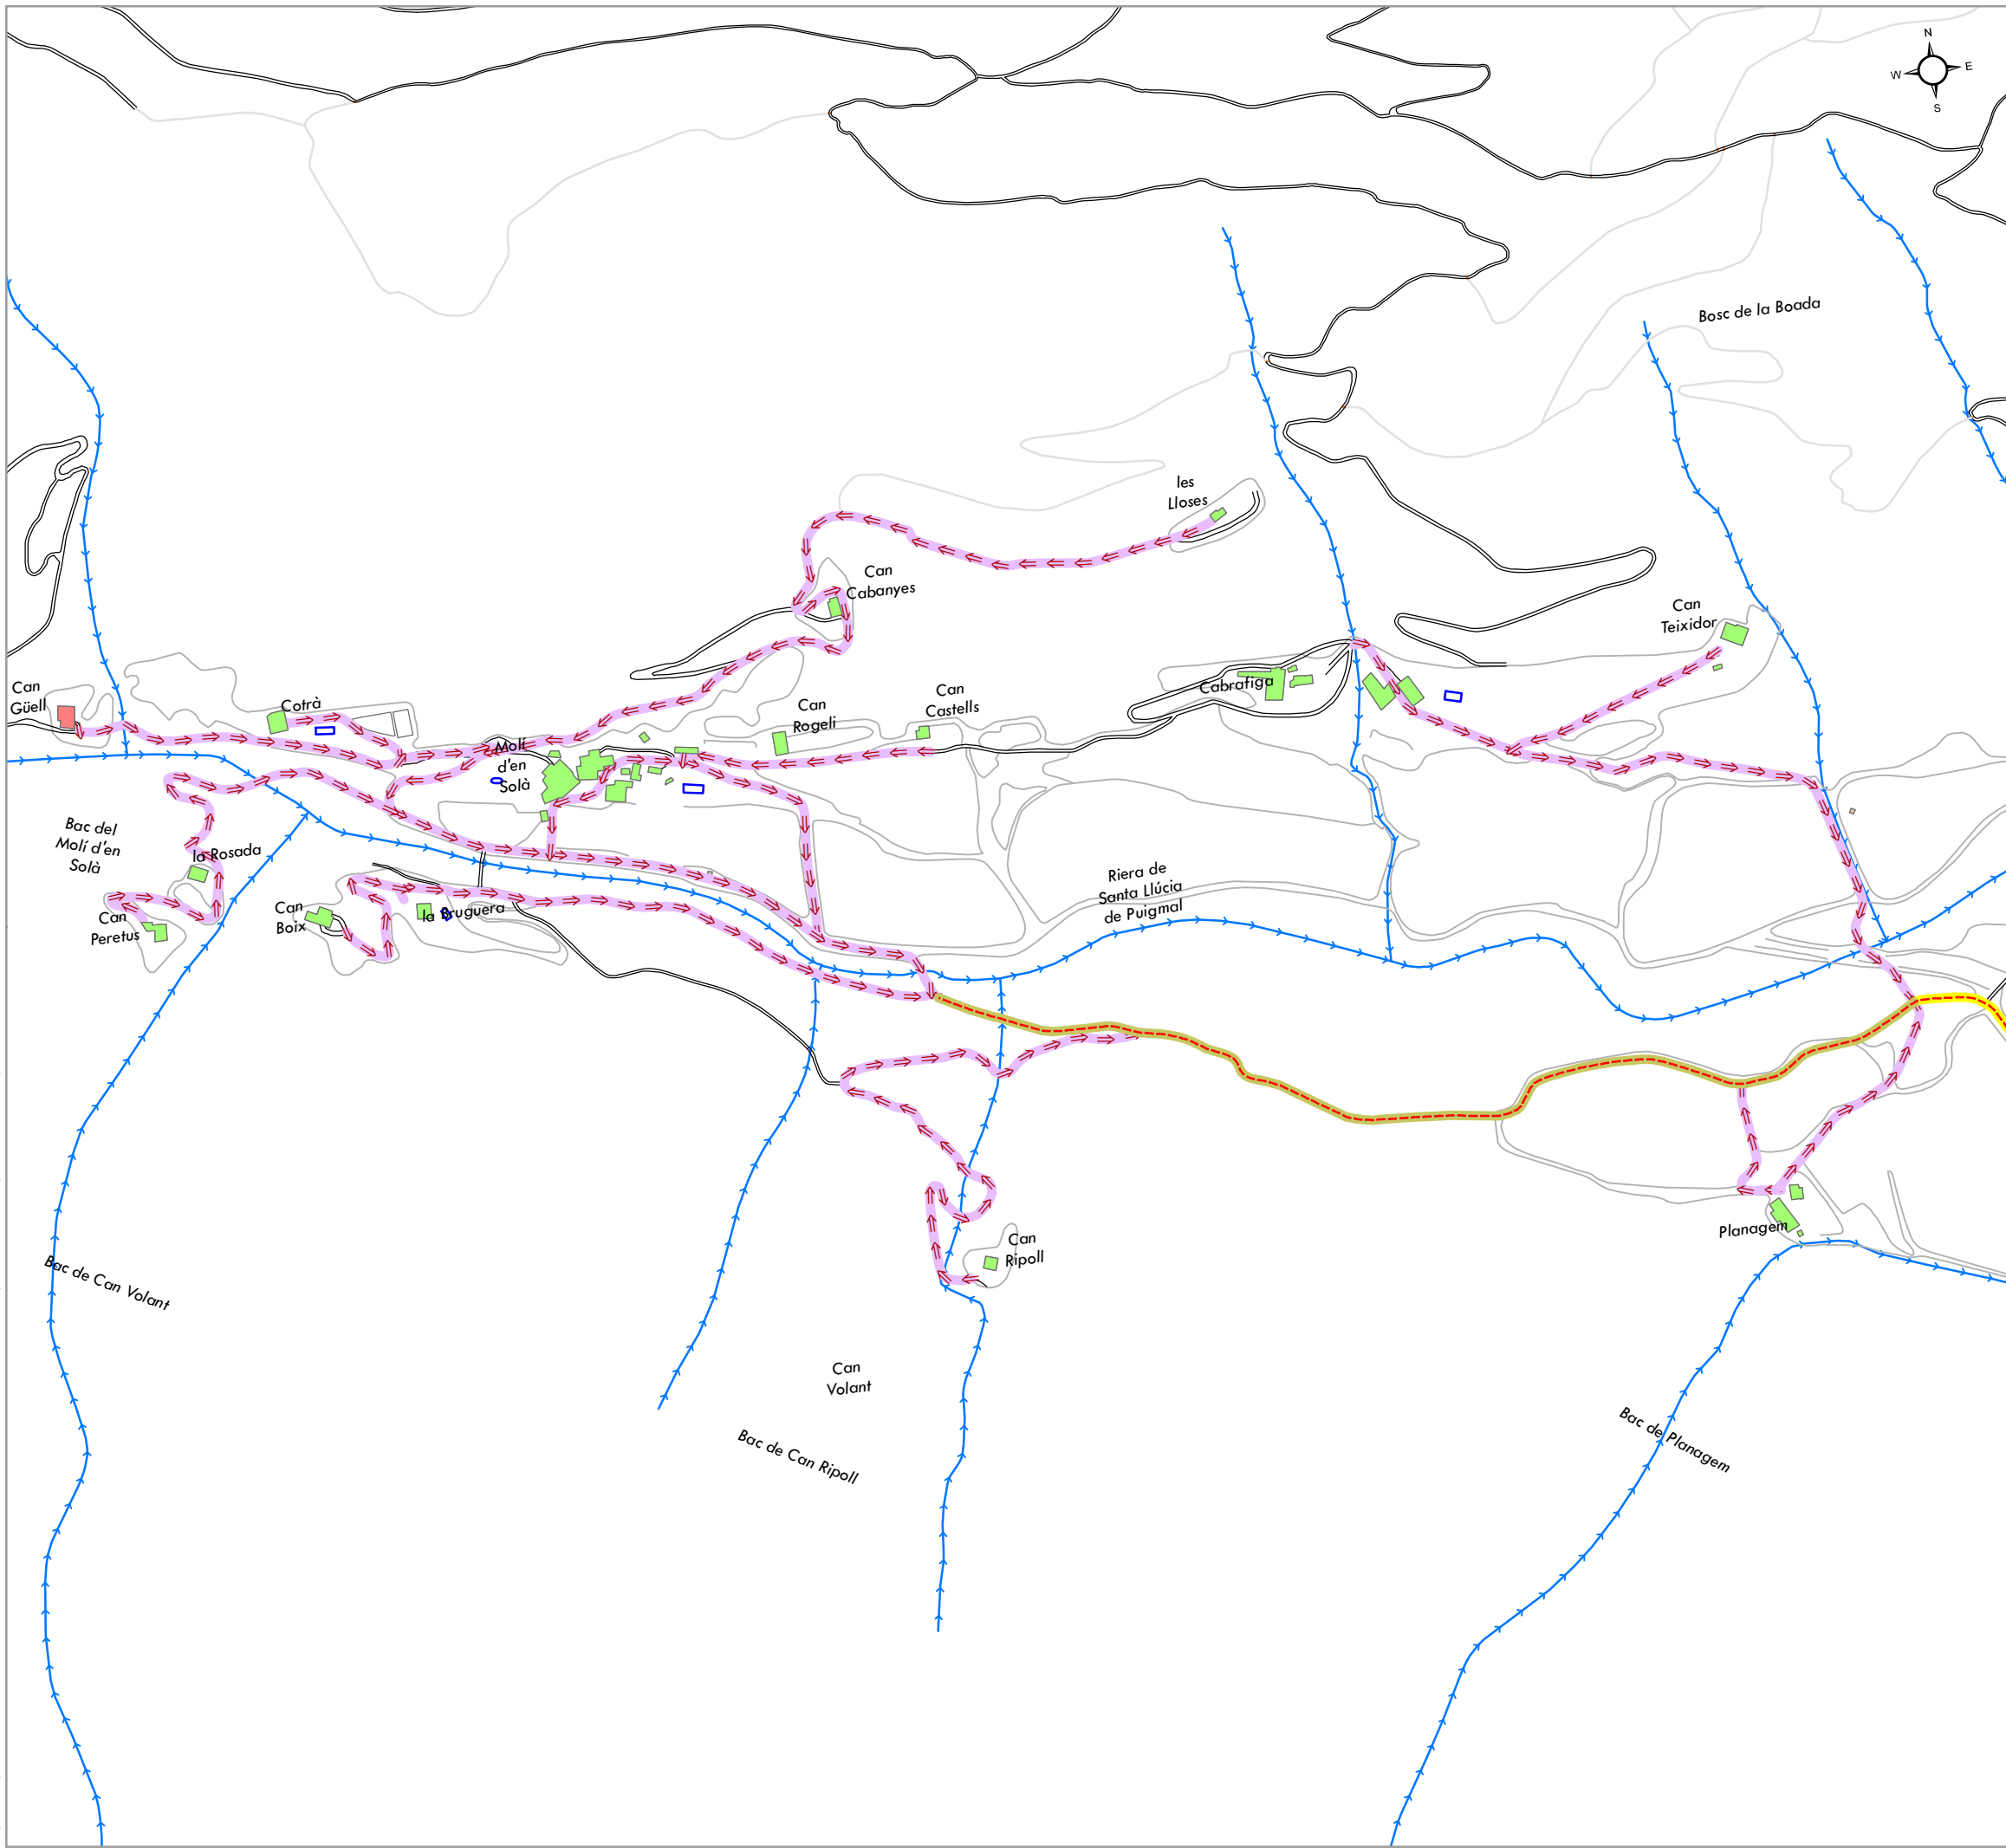 N
W
E
S
Bosc de la Boada
les
Lloses
Can
Cabanyes
Can
Teixidor
Can
Güell
Cotrà
Can
Rogeli
Can
Castells
Cabrafiga
Molí
d'en
Solà
Bac del
Molí d'en
Solà
la Rosada
Riera de
Santa Llúcia
de Puigmal
Can
Peretus
Can
Boix
la Bruguera
Planagem
Can
Ripoll
Bac de Can Volant
Can
Volant
Bac de Can Ripoll
Bac de Planagem